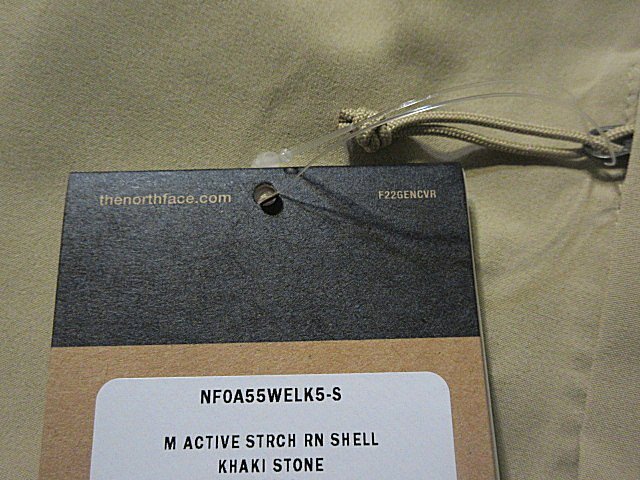 thenorthface.com
F22GENCVR
NF0A55WELK5-S
M ACTIVE STRCH RN SHELL
KHAKI STONE